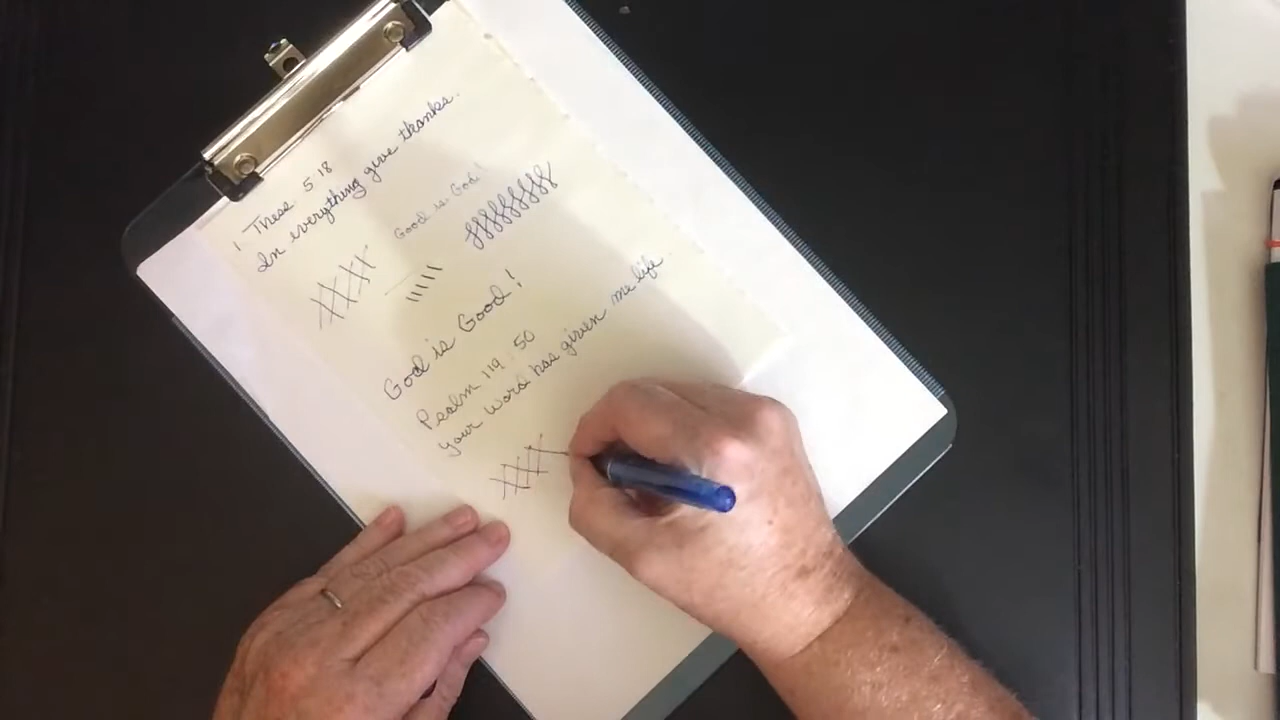 1 Thess 5:18
In everything give thanks.
Good is God!
God is Good!
Psalm 119:50
your word has given me life